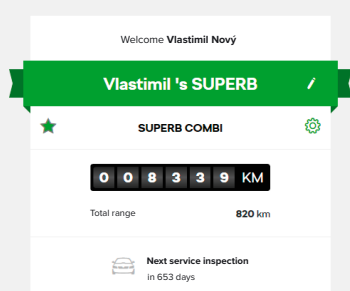 Welcome Vlastimil Nový
Vlastimil 's SUPERB
SUPERB COMBI
008339 KM
Total range 820 km
Next service inspection
in 653 days